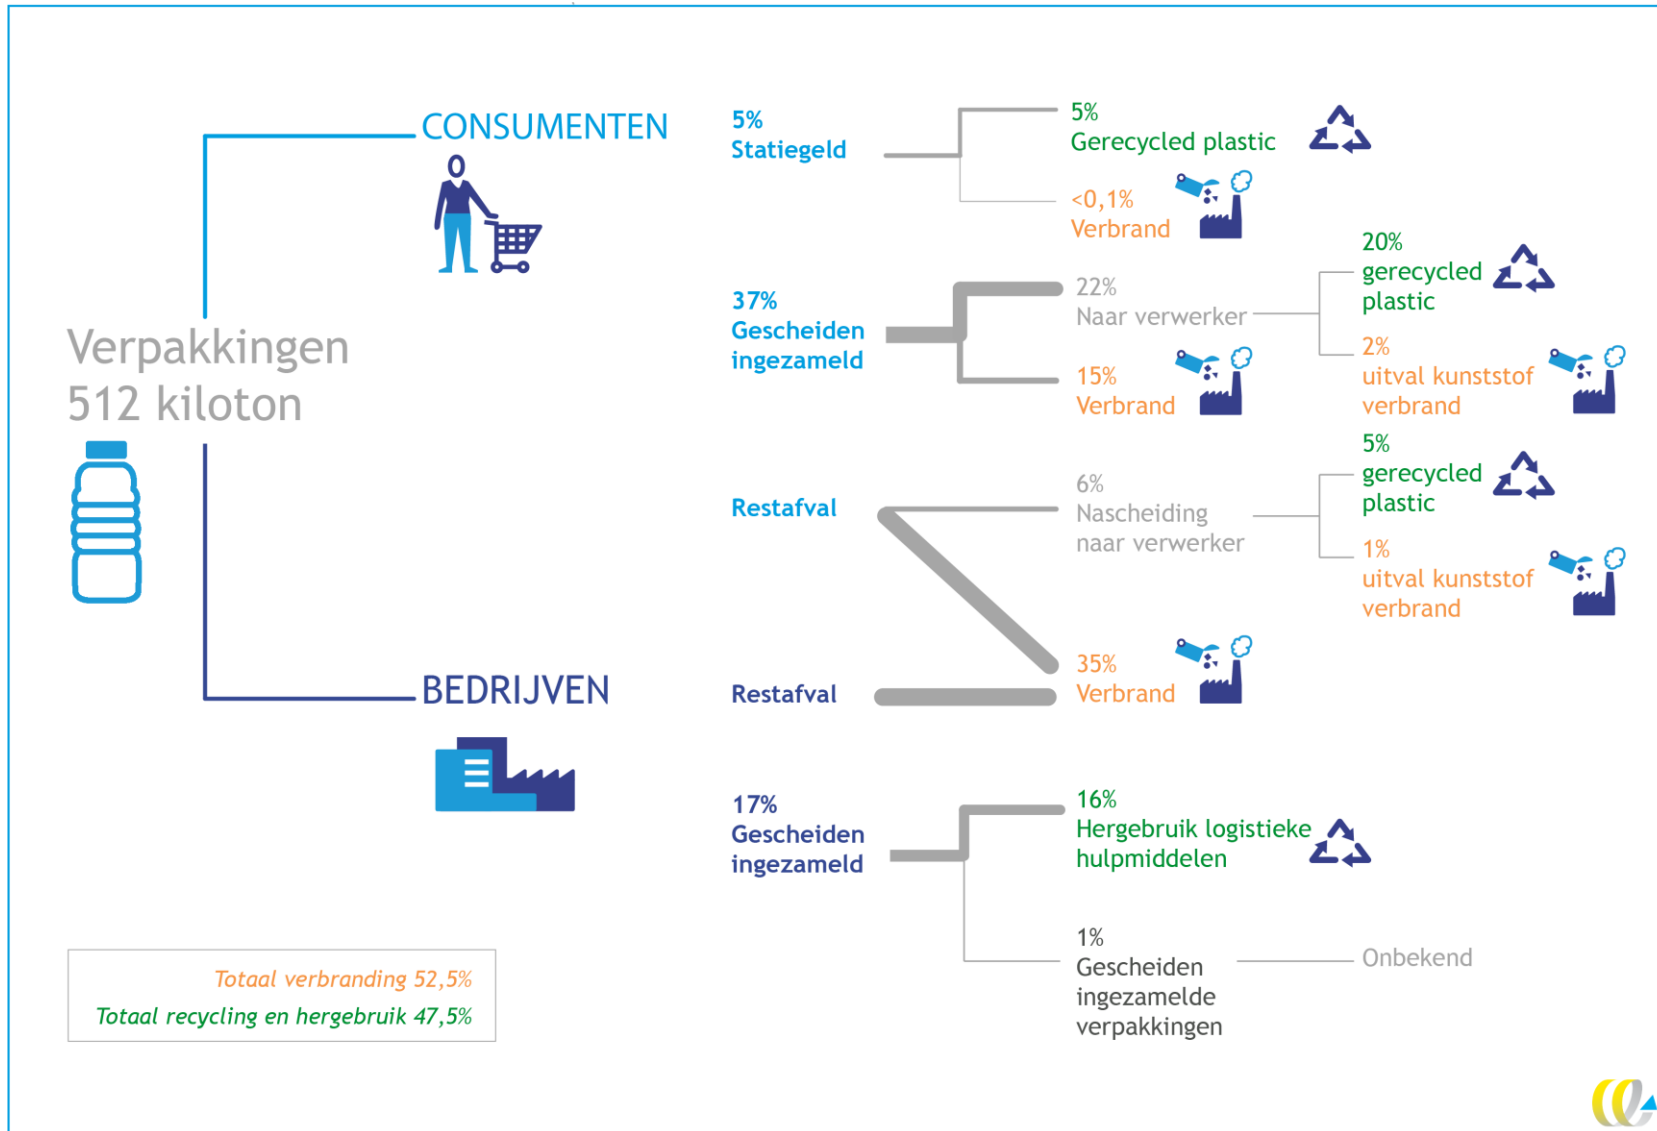 CONSUMENTEN
Verpakkingen
512 kiloton
BEDRIJVEN
5%
Statiegeld
5%
Gerecycled plastic
<0,1%
Verbrand
37%
Gescheiden
ingezameld
22%
Naar verwerker
20%
gerecycled
plastic
2%
uitval kunststof
verbrand
15%
Verbrand
Restafval
6%
Nascheiding
naar verwerker
5%
gerecycled
plastic
1%
uitval kunststof
verbrand
35%
Verbrand
Restafval
17%
Gescheiden
ingezameld
16%
Hergebruik logistieke
hulpmiddelen
1%
Gescheiden
ingezamelde
verpakkingen
Onbekend
Totaal verbranding 52,5%
Totaal recycling en hergebruik 47,5%